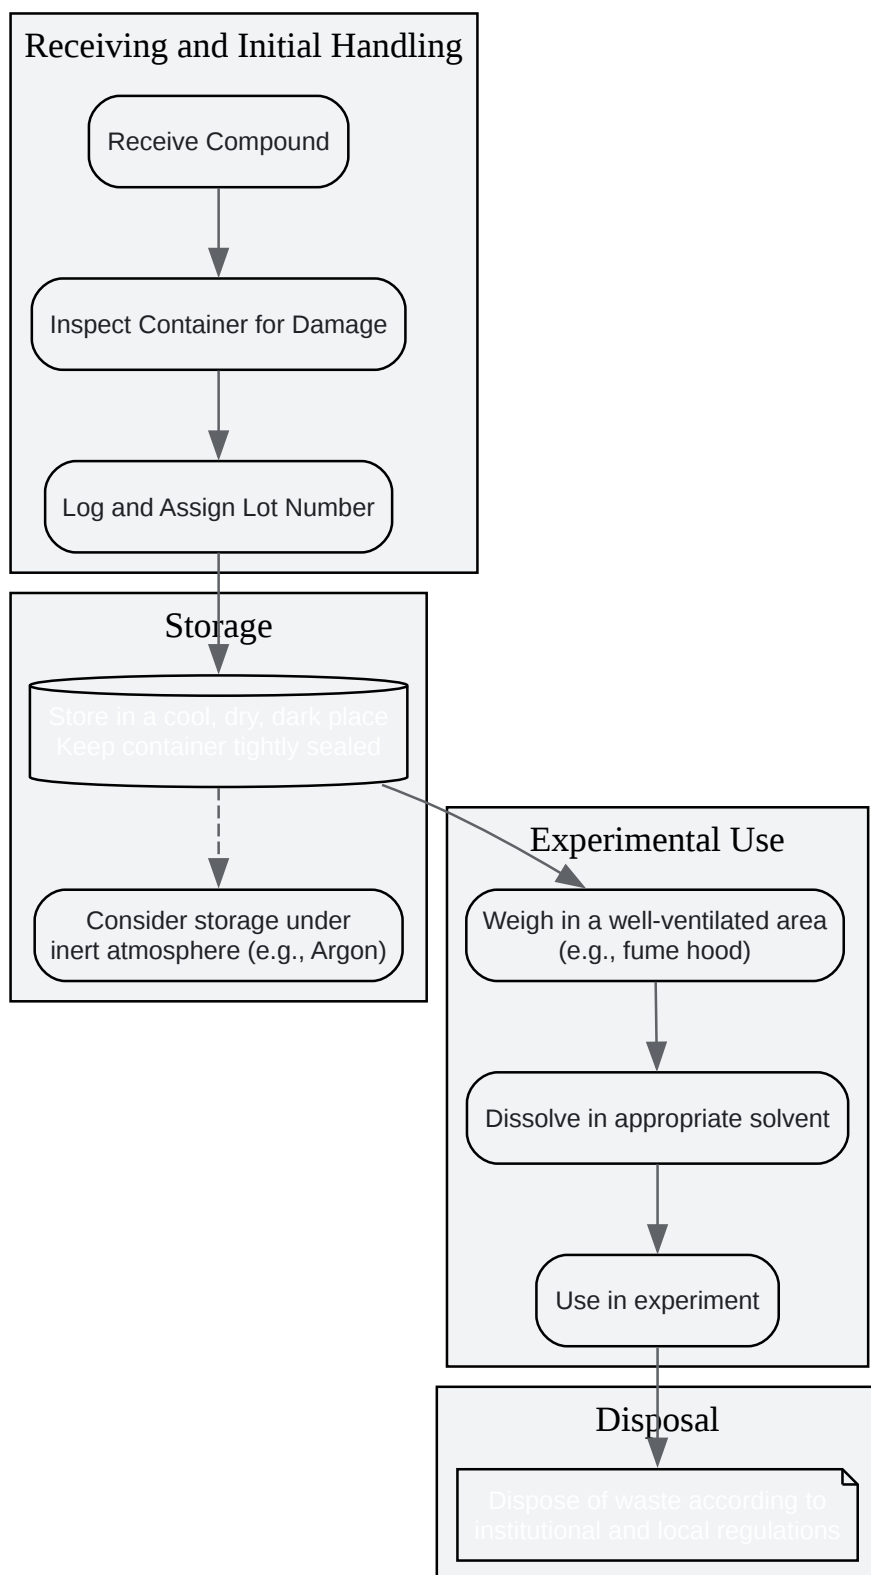 Receiving and Initial Handling
Receive Compound
Inspect Container for Damage
Log and Assign Lot Number
Storage
Store in a cool, dry, dark place
Keep container tightly sealed
Consider storage under
inert atmosphere (e.g., Argon)
Experimental Use
Weigh in a well-ventilated area
(e.g., fume hood)
Dissolve in appropriate solvent
Use in experiment
Disposal
Dispose of waste according to
institutional and local regulations